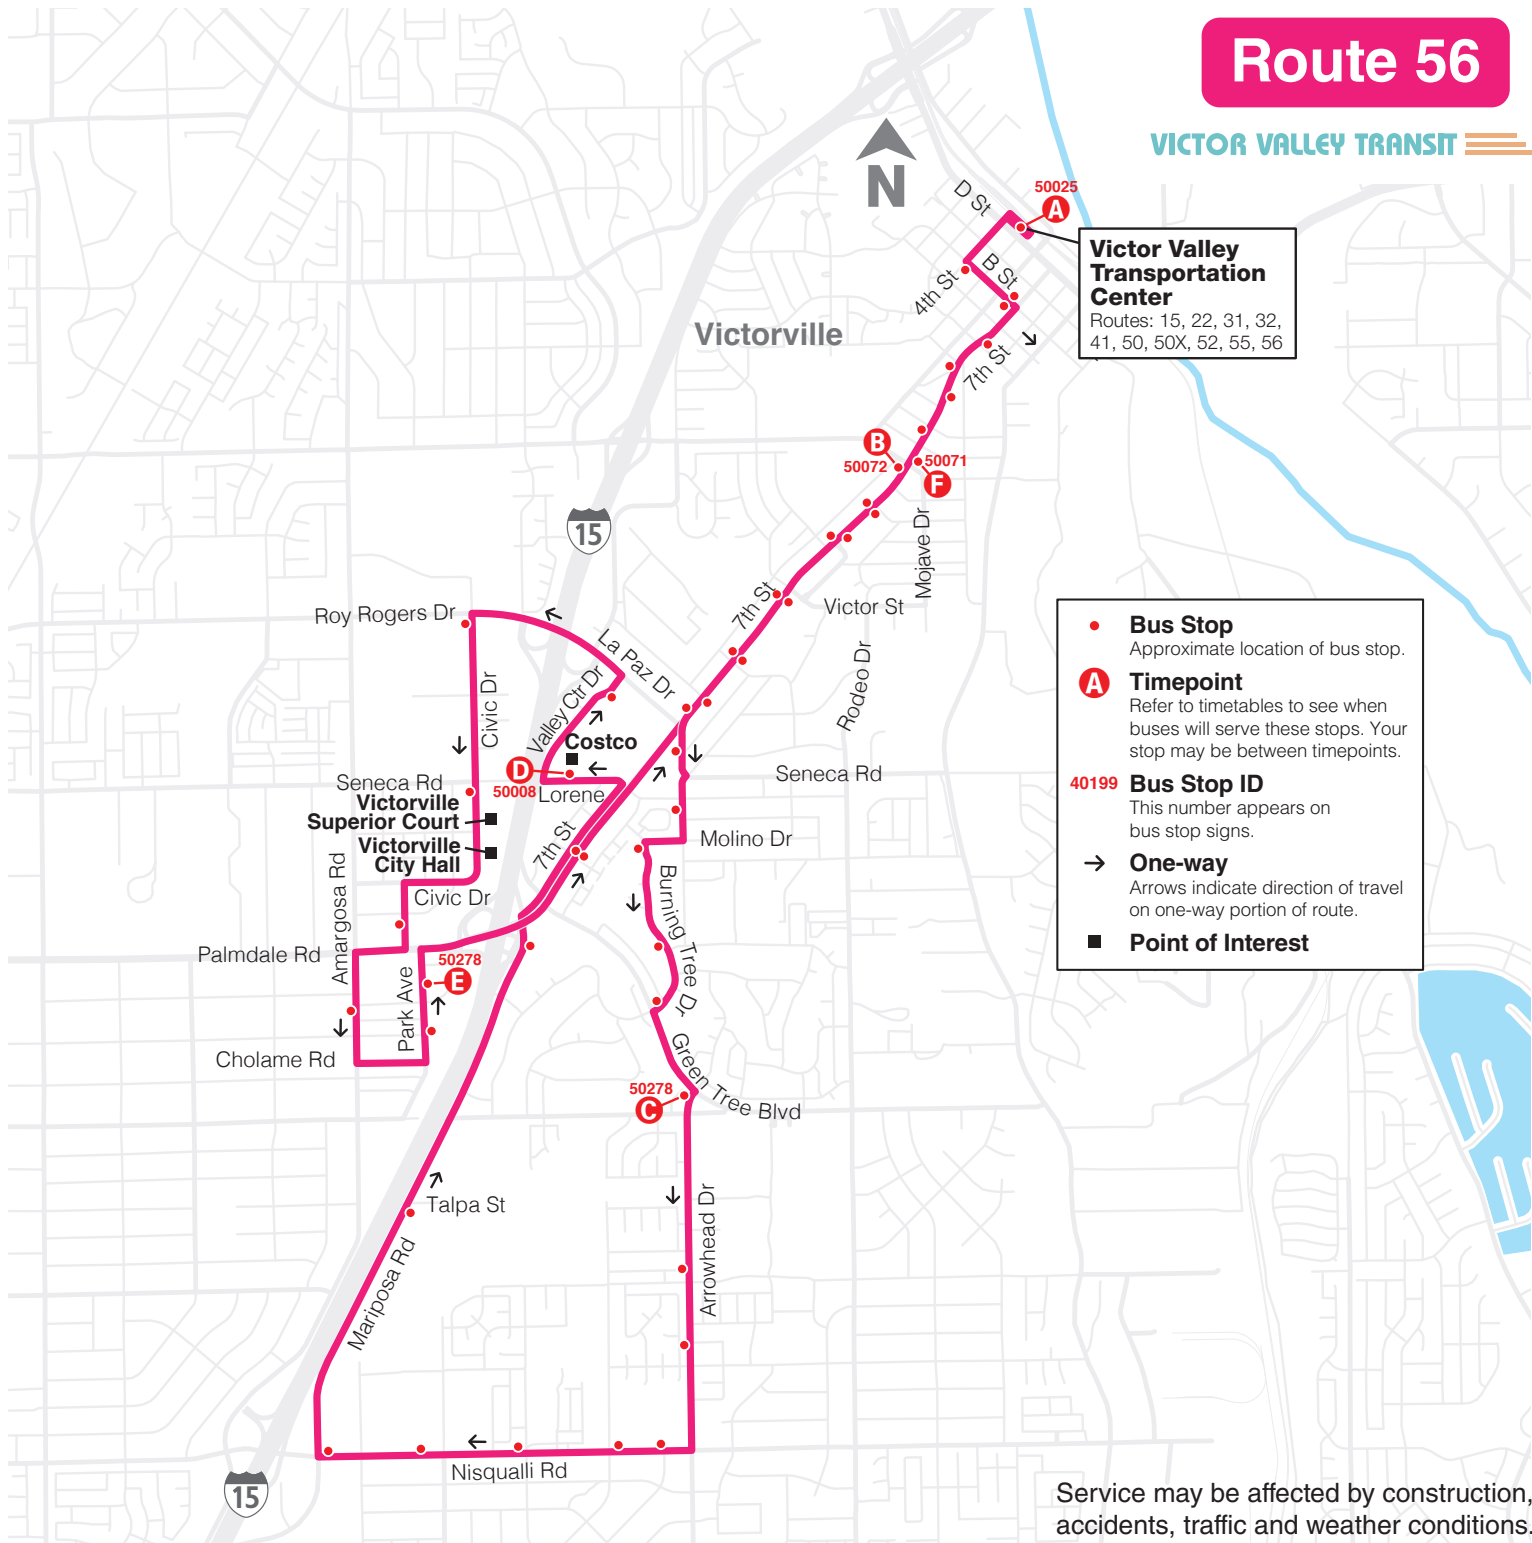 Route 56
VICTOR VALLEY TRANSIT
N
D St
50025
A
Victor Valley
Transportation
Center
Routes: 15, 22, 31, 32,
41, 50, 50X, 52, 55, 56
B St
4th St
Victorville
7th St
B
50072
50071
F
Mojave Dr
15
7th St
Victor St
Roy Rogers Dr
La Paz Dr
Rodeo Dr
Civic Dr
Valley Ctr Dr
Costco
D
50008
Lorene
Seneca Rd
Seneca Rd
Victorville
Superior Court
Victorville
City Hall
7th St
Molino Dr
Amargosa Rd
Civic Dr
Burning Tree Dr
Palmdale Rd
50278
E
Park Ave
Cholame Rd
Green Tree Blvd
50278
C
Talpa St
Mariposa Rd
Arrowhead Dr
Nisqualli Rd
15
Bus Stop
Approximate location of bus stop.
A
Timepoint
Refer to timetables to see when
buses will serve these stops. Your
stop may be between timepoints.
40199
Bus Stop ID
This number appears on
bus stop signs.
One-way
Arrows indicate direction of travel
on one-way portion of route.
Point of Interest
Service may be affected by construction,
accidents, traffic and weather conditions.